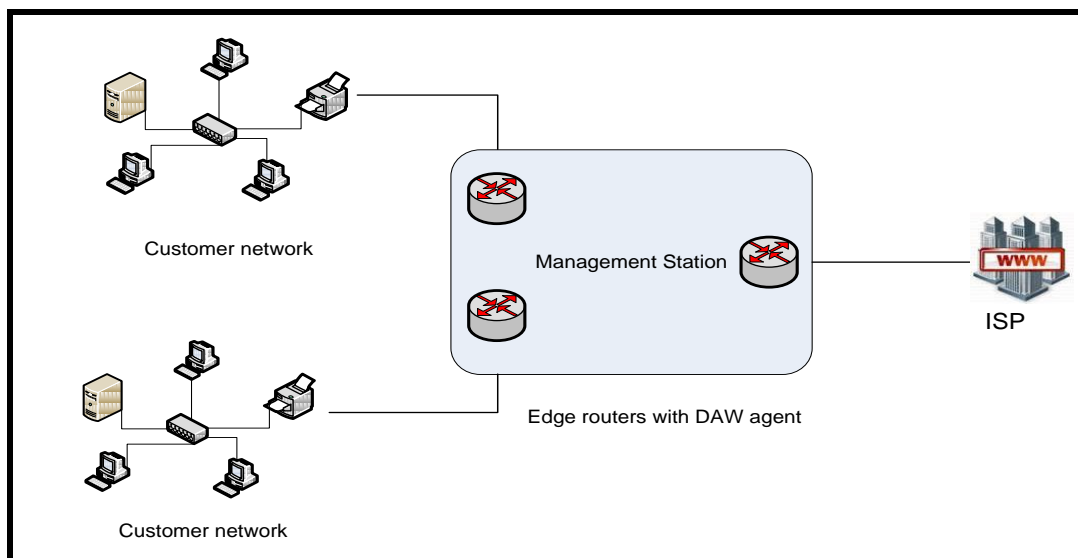 Customer network
Management Station
WWW
ISP
Edge routers with DAW agent
Customer network